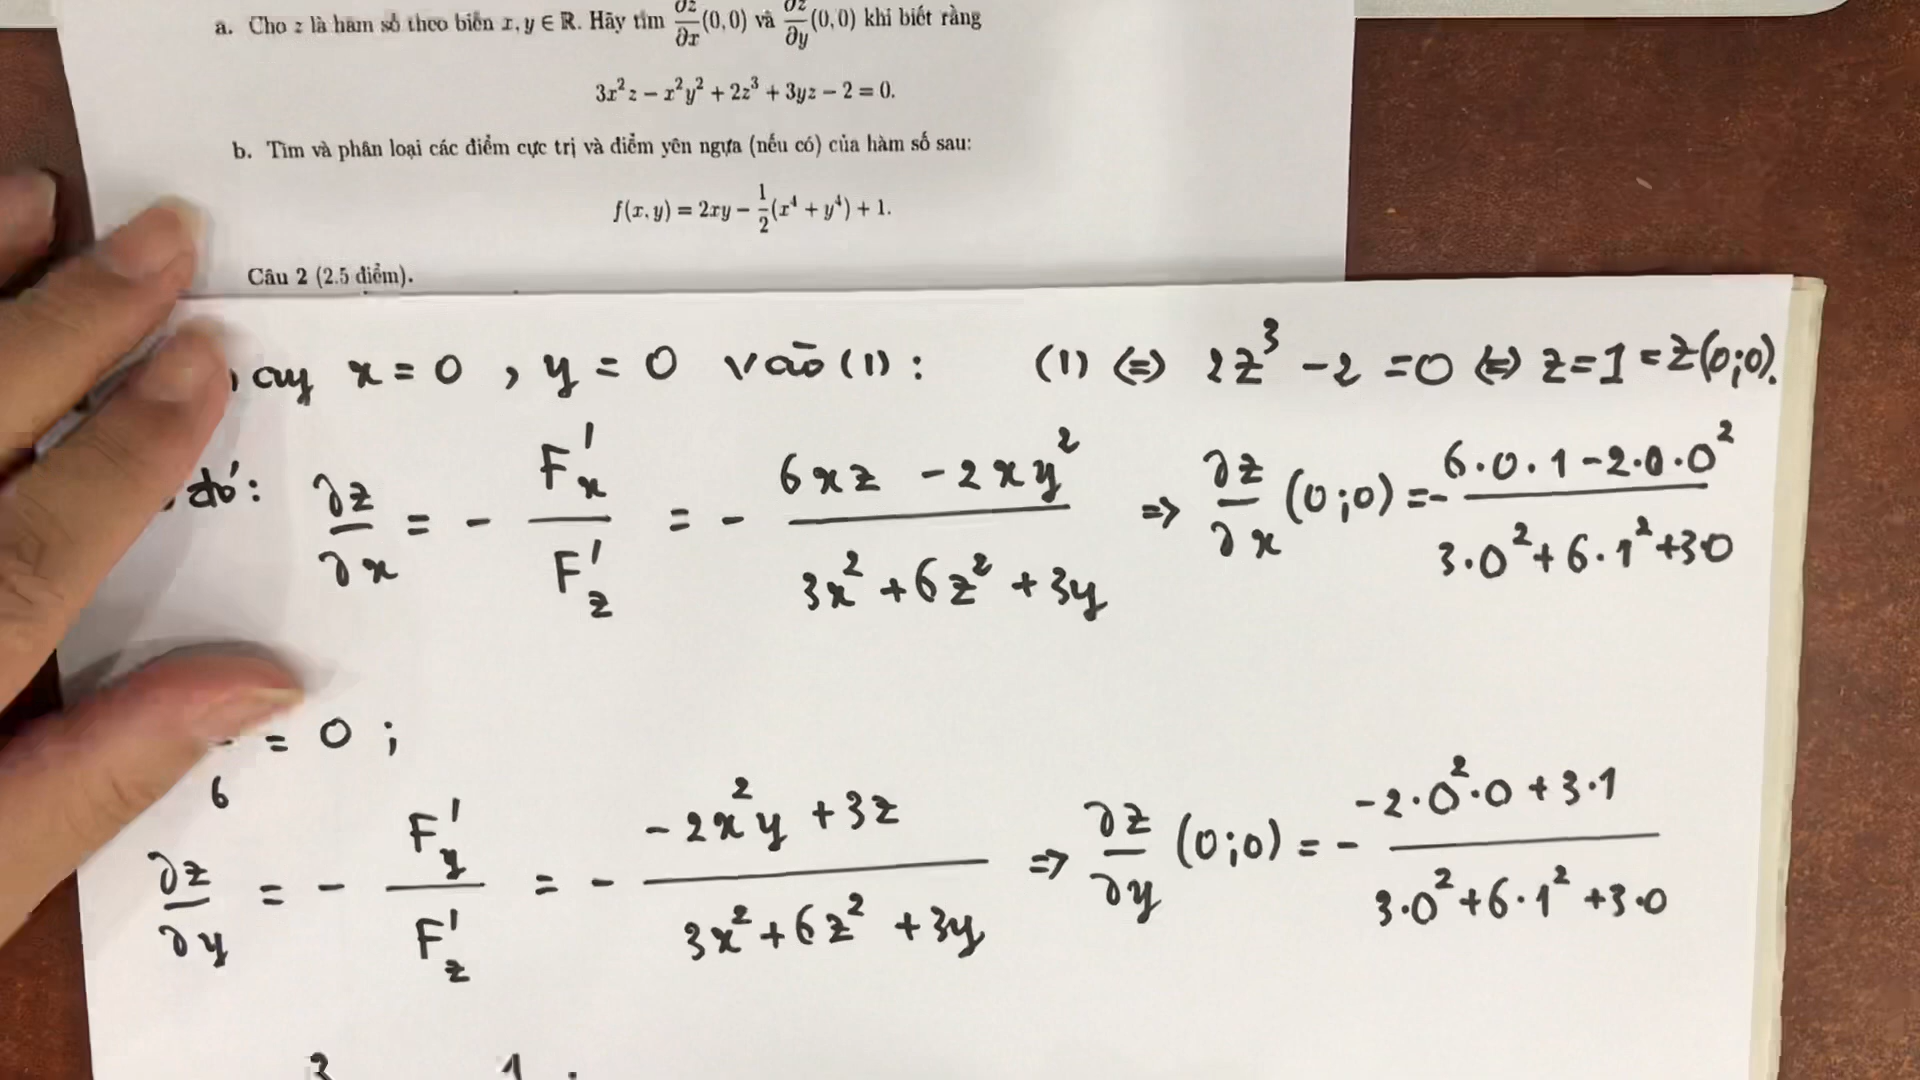 a. Cho z là hàm số theo biến x, y ∈ ℝ. Hãy tìm ∂z/∂x (0,0) và ∂z/∂y (0,0) khi biết rằng
3x²z − x²y² + 2z³ + 3yz − 2 = 0.
b. Tìm và phân loại các điểm cực trị và điểm yên ngựa (nếu có) của hàm số sau:
f(x, y) = 2xy − 1/2 (x⁴ + y⁴) + 1.
Câu 2 (2.5 điểm).
ay x = 0 , y = 0 vào (1) : (1) ⇔ 2z³ − 2 = 0 ⇔ z = 1 = z(0;0).
đó: ∂z/∂x = − F'x/F'z = − (6xz − 2xy²)/(3x² + 6z² + 3y) ⇒ ∂z/∂x (0;0) = − (6·0·1 − 2·0·0²)/(3·0² + 6·1² + 30)
/6 = 0 ;
∂z/∂y = − F'y/F'z = − (−2x²y + 3z)/(3x² + 6z² + 3y) ⇒ ∂z/∂y (0;0) = − (−2·0²·0 + 3·1)/(3·0² + 6·1² + 3·0)